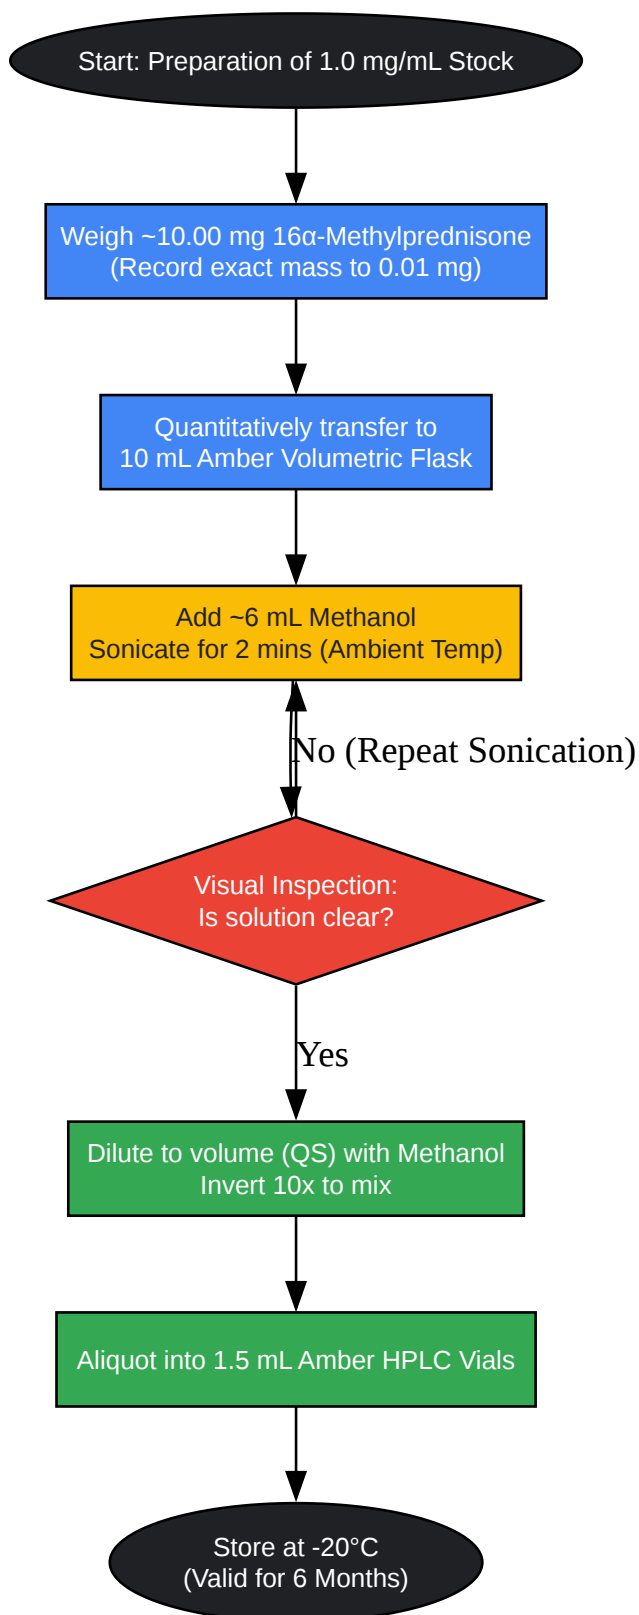 Start: Preparation of 1.0 mg/mL Stock
Weigh ~10.00 mg 16α-Methylprednisone
(Record exact mass to 0.01 mg)
Quantitatively transfer to
10 mL Amber Volumetric Flask
Add ~6 mL Methanol
Sonicate for 2 mins (Ambient Temp)
No (Repeat Sonication)
Visual Inspection:
Is solution clear?
Yes
Dilute to volume (QS) with Methanol
Invert 10x to mix
Aliquot into 1.5 mL Amber HPLC Vials
Store at -20°C
(Valid for 6 Months)